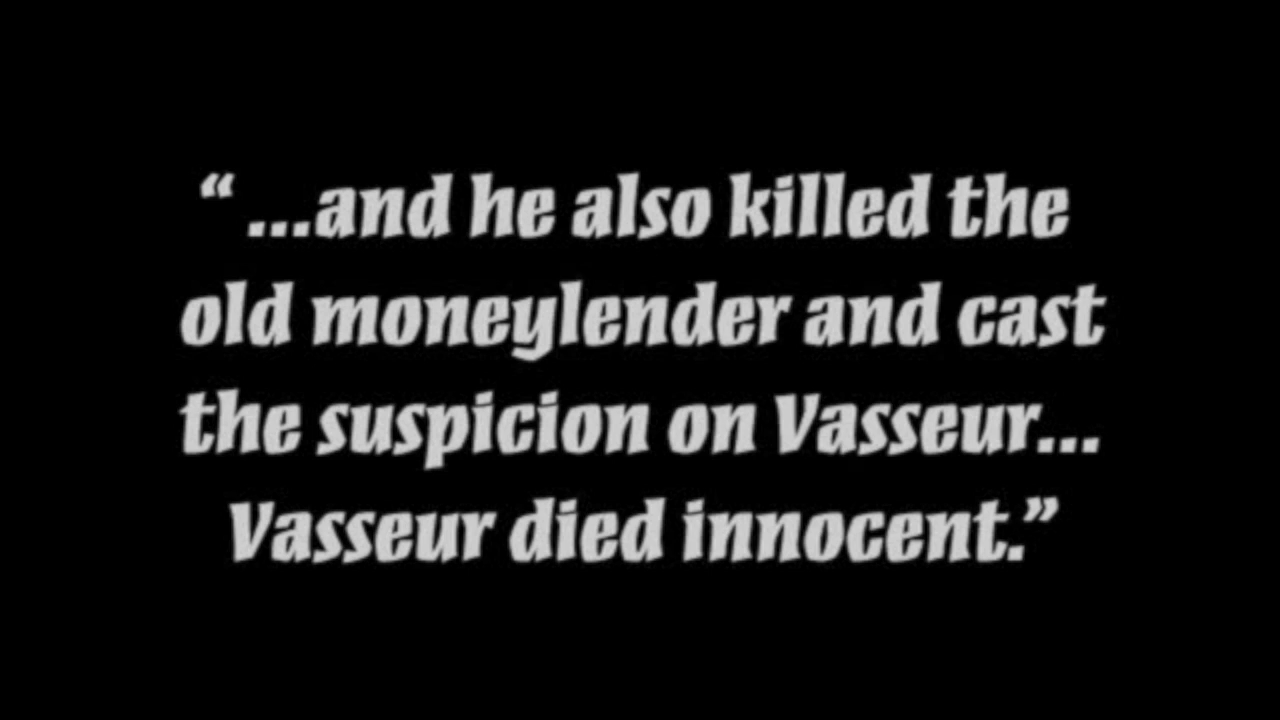 “ ...and he also killed the
old moneylender and cast
the suspicion on Vasseur...
Vasseur died innocent.”